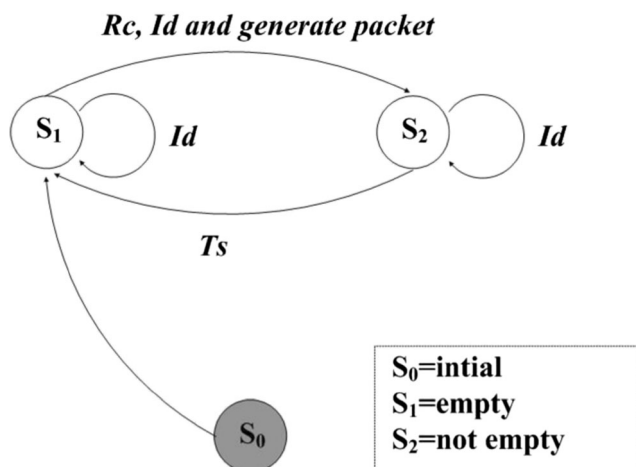 Rc, Id and generate packet
S₁
Id
S₂
Id
Ts
S₀
S₀=intial
S₁=empty
S₂=not empty